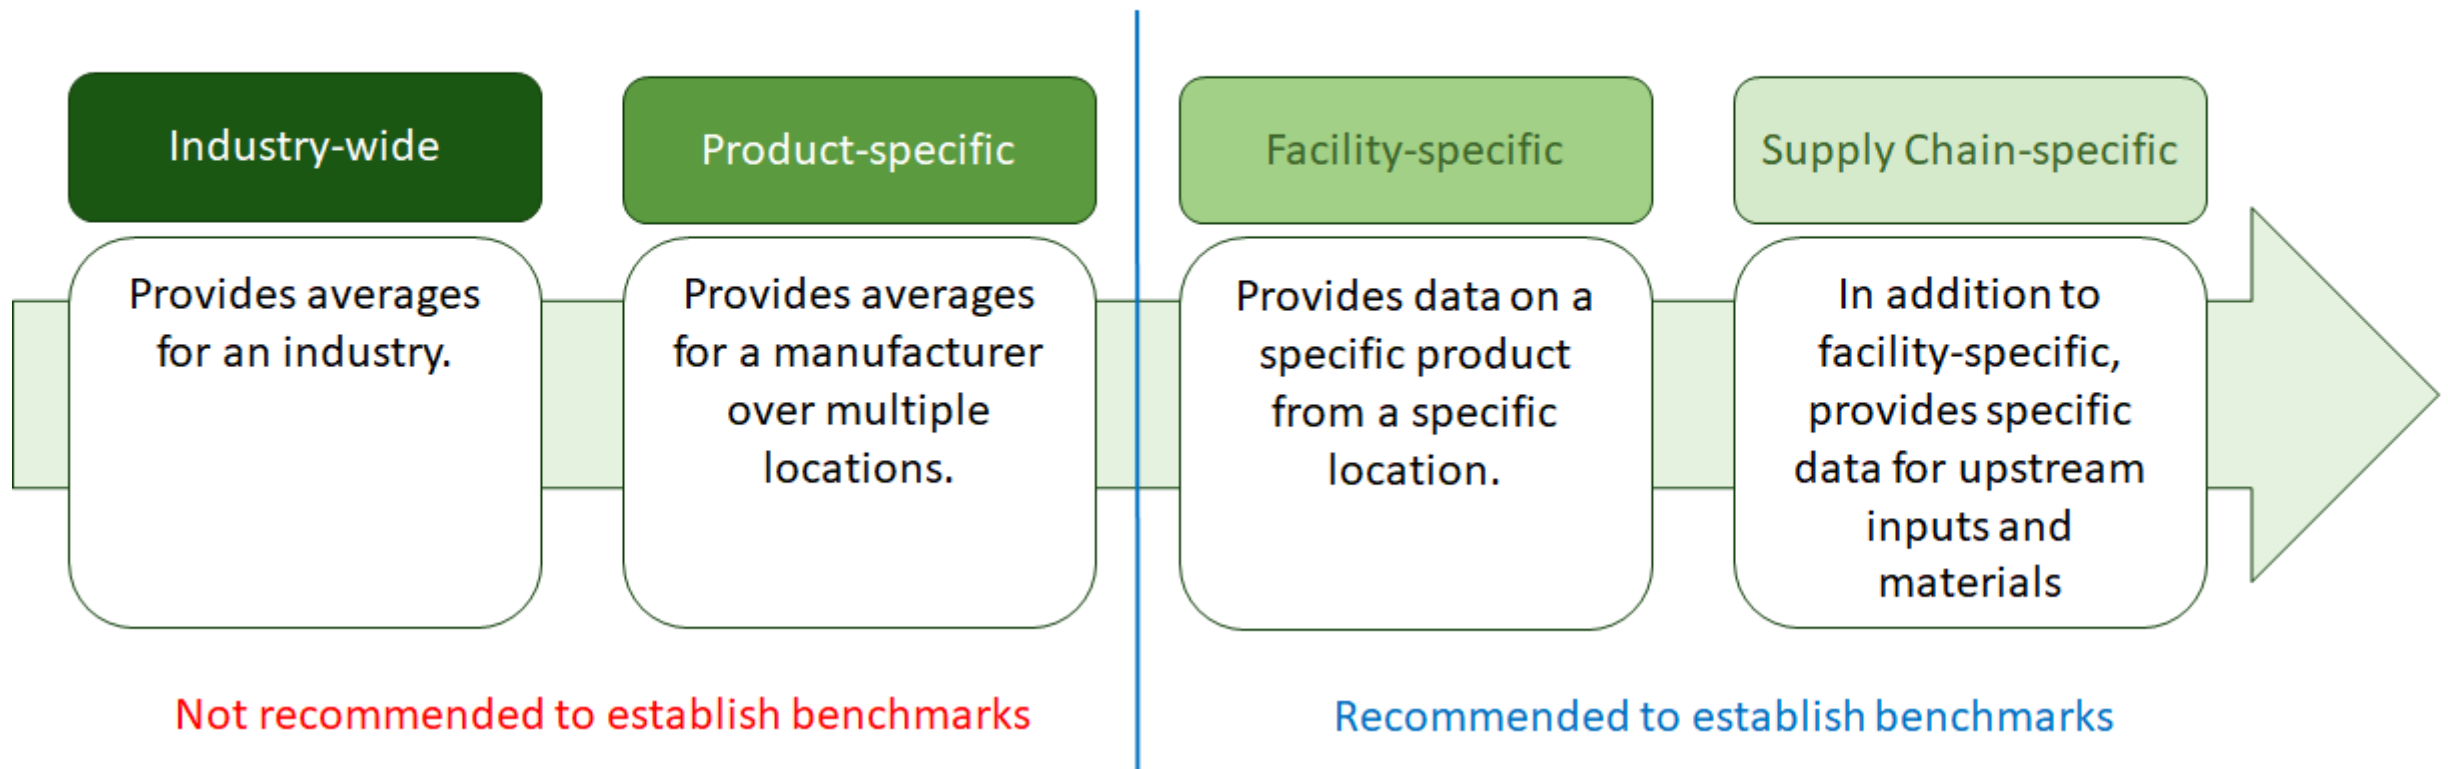 Industry-wide
Provides averages
for an industry.
Product-specific
Provides averages
for a manufacturer
over multiple
locations.
Facility-specific
Provides data on a
specific product
from a specific
location.
Supply Chain-specific
In addition to
facility-specific,
provides specific
data for upstream
inputs and
materials
Not recommended to establish benchmarks
Recommended to establish benchmarks